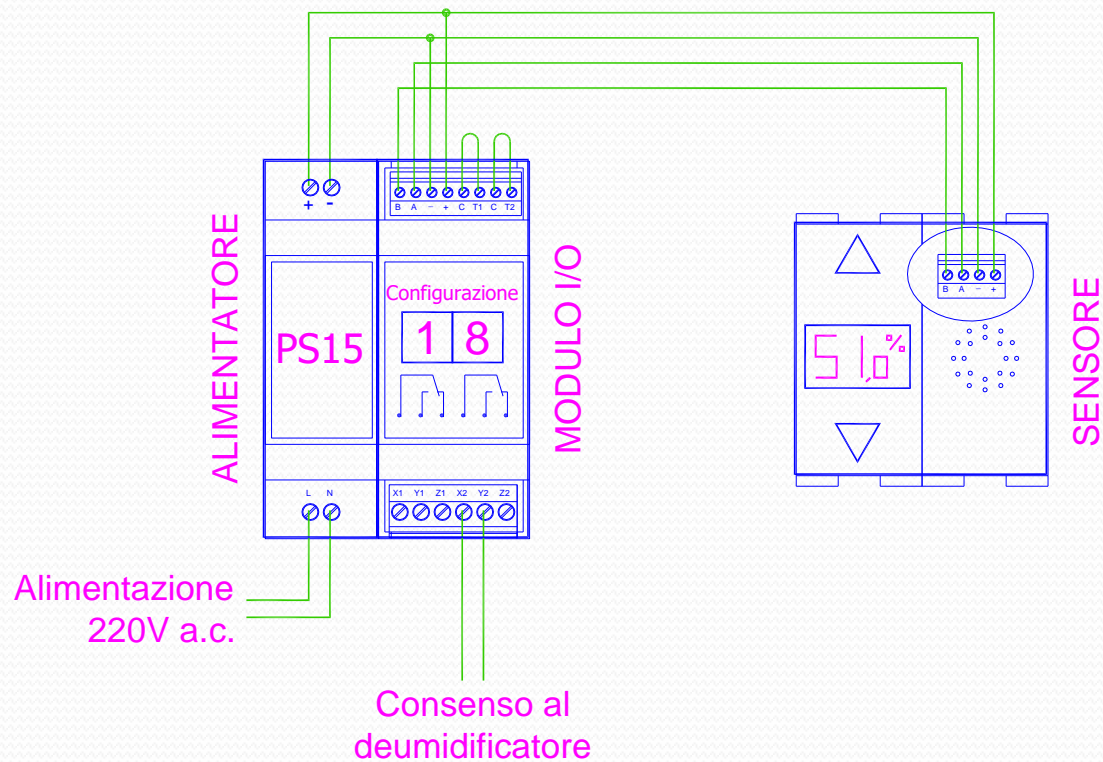 ALIMENTATORE
+ -
PS15
L N
B A − + C T1 C T2
Configurazione
1 8
X1 Y1 Z1 X2 Y2 Z2
MODULO I/O
B A − +
51,0%
SENSORE
Alimentazione
220V a.c.
Consenso al
deumidificatore